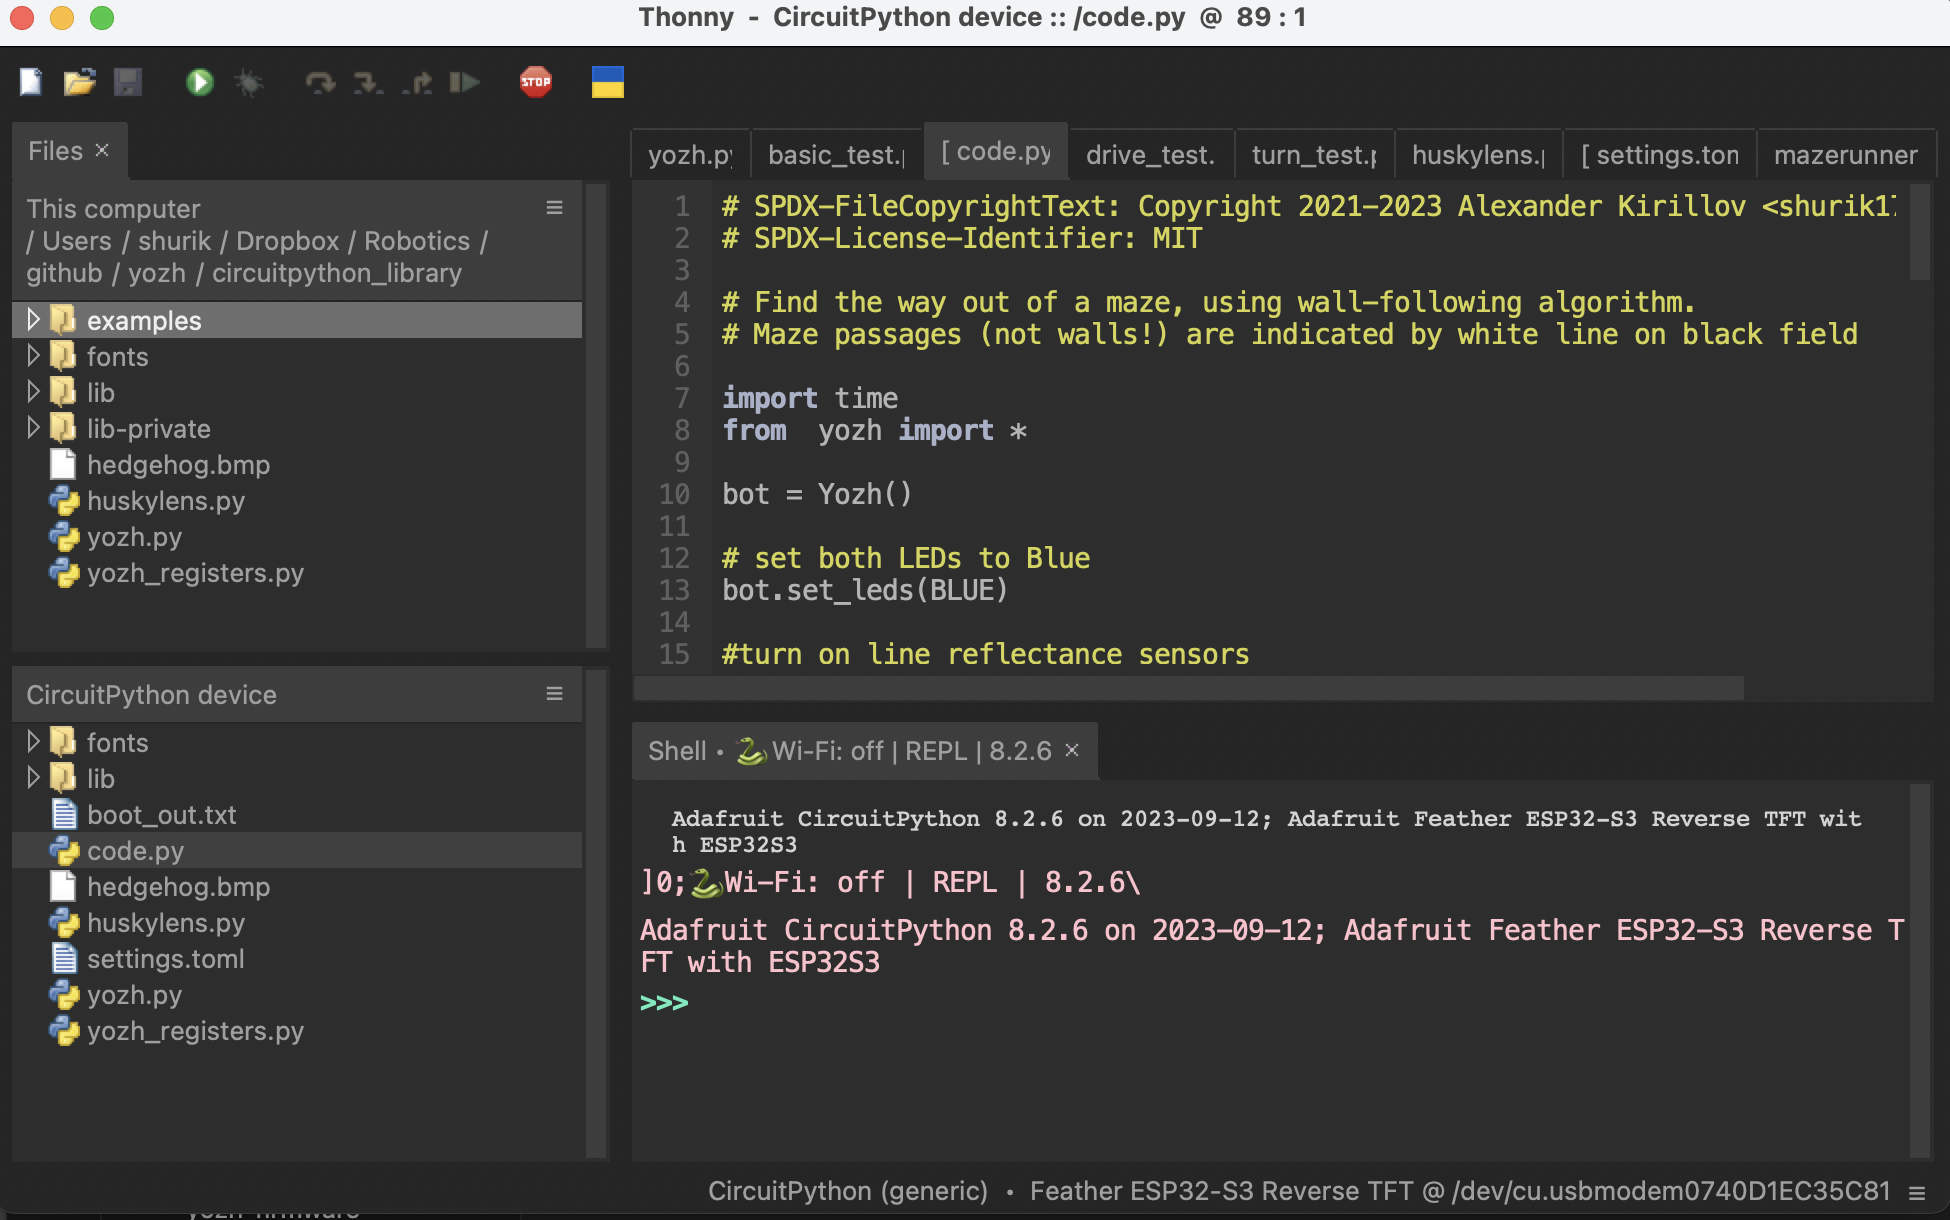 Thonny - CircuitPython device :: /code.py @ 89 : 1
STOP
Files ×
This computer
/ Users / shurik / Dropbox / Robotics /
github / yozh / circuitpython_library
examples
fonts
lib
lib-private
hedgehog.bmp
huskylens.py
yozh.py
yozh_registers.py
CircuitPython device
fonts
lib
boot_out.txt
code.py
hedgehog.bmp
huskylens.py
settings.toml
yozh.py
yozh_registers.py
yozh.py basic_test. [ code.py drive_test. turn_test.p huskylens. [ settings.tom mazerunner
1 # SPDX-FileCopyrightText: Copyright 2021-2023 Alexander Kirillov <shurik17
2 # SPDX-License-Identifier: MIT
3
4 # Find the way out of a maze, using wall-following algorithm.
5 # Maze passages (not walls!) are indicated by white line on black field
6
7 import time
8 from  yozh import *
9
10 bot = Yozh()
11
12 # set both LEDs to Blue
13 bot.set_leds(BLUE)
14
15 #turn on line reflectance sensors
Shell • 🐍Wi-Fi: off | REPL | 8.2.6 ×
Adafruit CircuitPython 8.2.6 on 2023-09-12; Adafruit Feather ESP32-S3 Reverse TFT wit
h ESP32S3
]0;🐍Wi-Fi: off | REPL | 8.2.6\
Adafruit CircuitPython 8.2.6 on 2023-09-12; Adafruit Feather ESP32-S3 Reverse T
FT with ESP32S3
>>>
CircuitPython (generic) • Feather ESP32-S3 Reverse TFT @ /dev/cu.usbmodem0740D1EC35C81 ≡